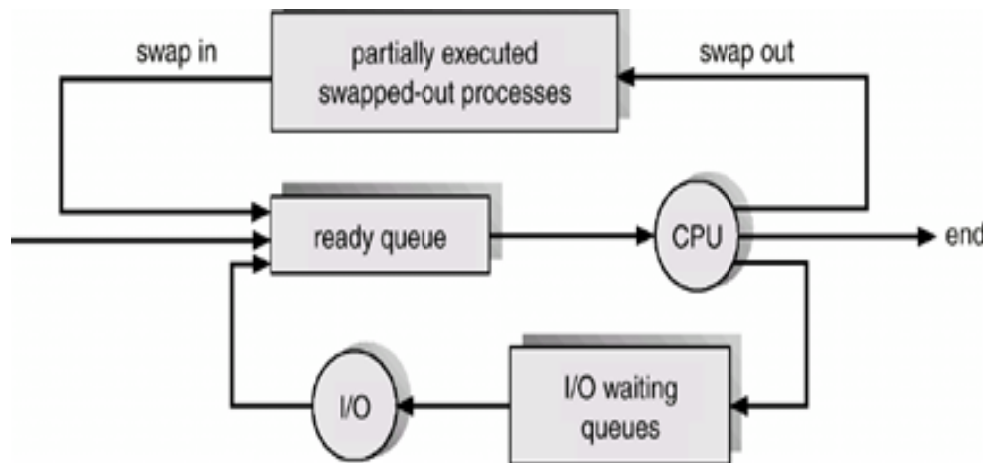 swap in
partially executed
swapped-out processes
swap out
ready queue
CPU
end
I/O
I/O waiting
queues